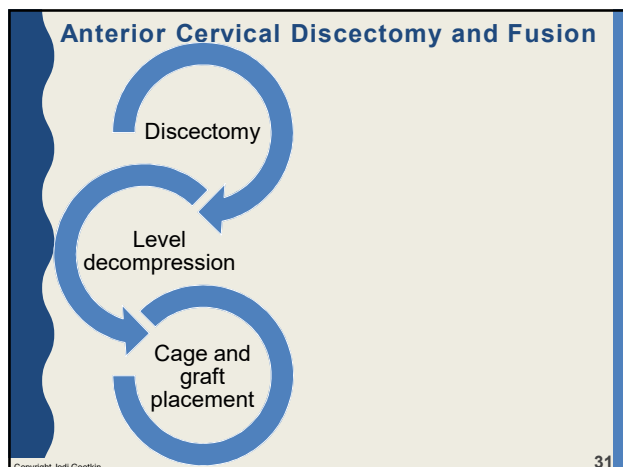 Anterior Cervical Discectomy and Fusion
Discectomy
Level
decompression
Cage and
graft
placement
31